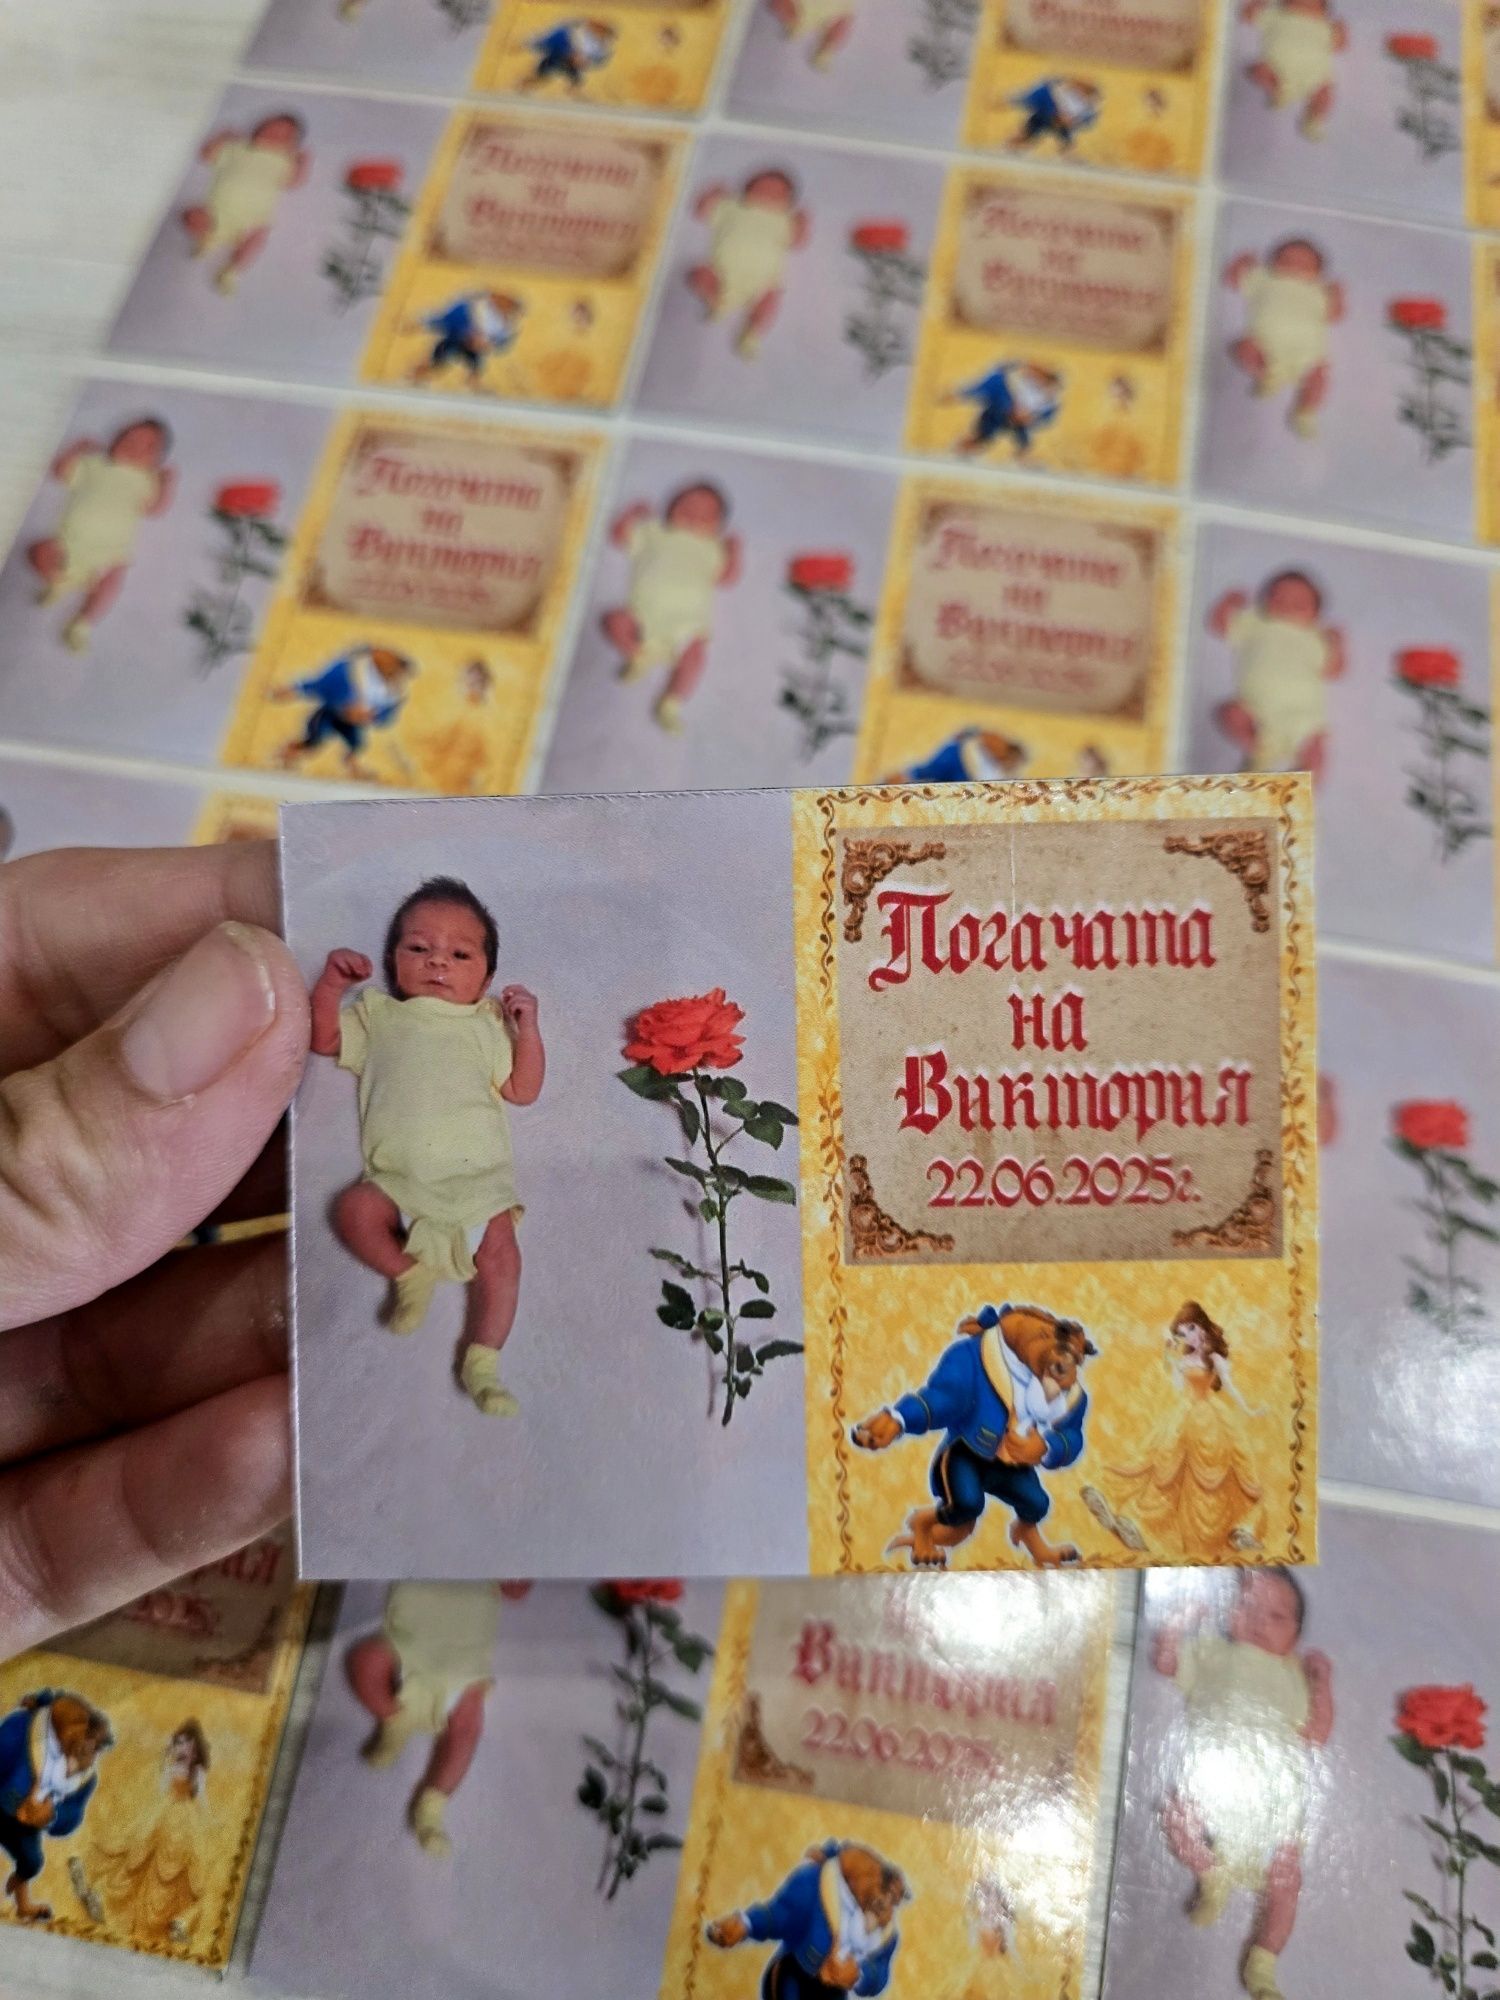 Погачата
на
Виктория
22.06.2025г.